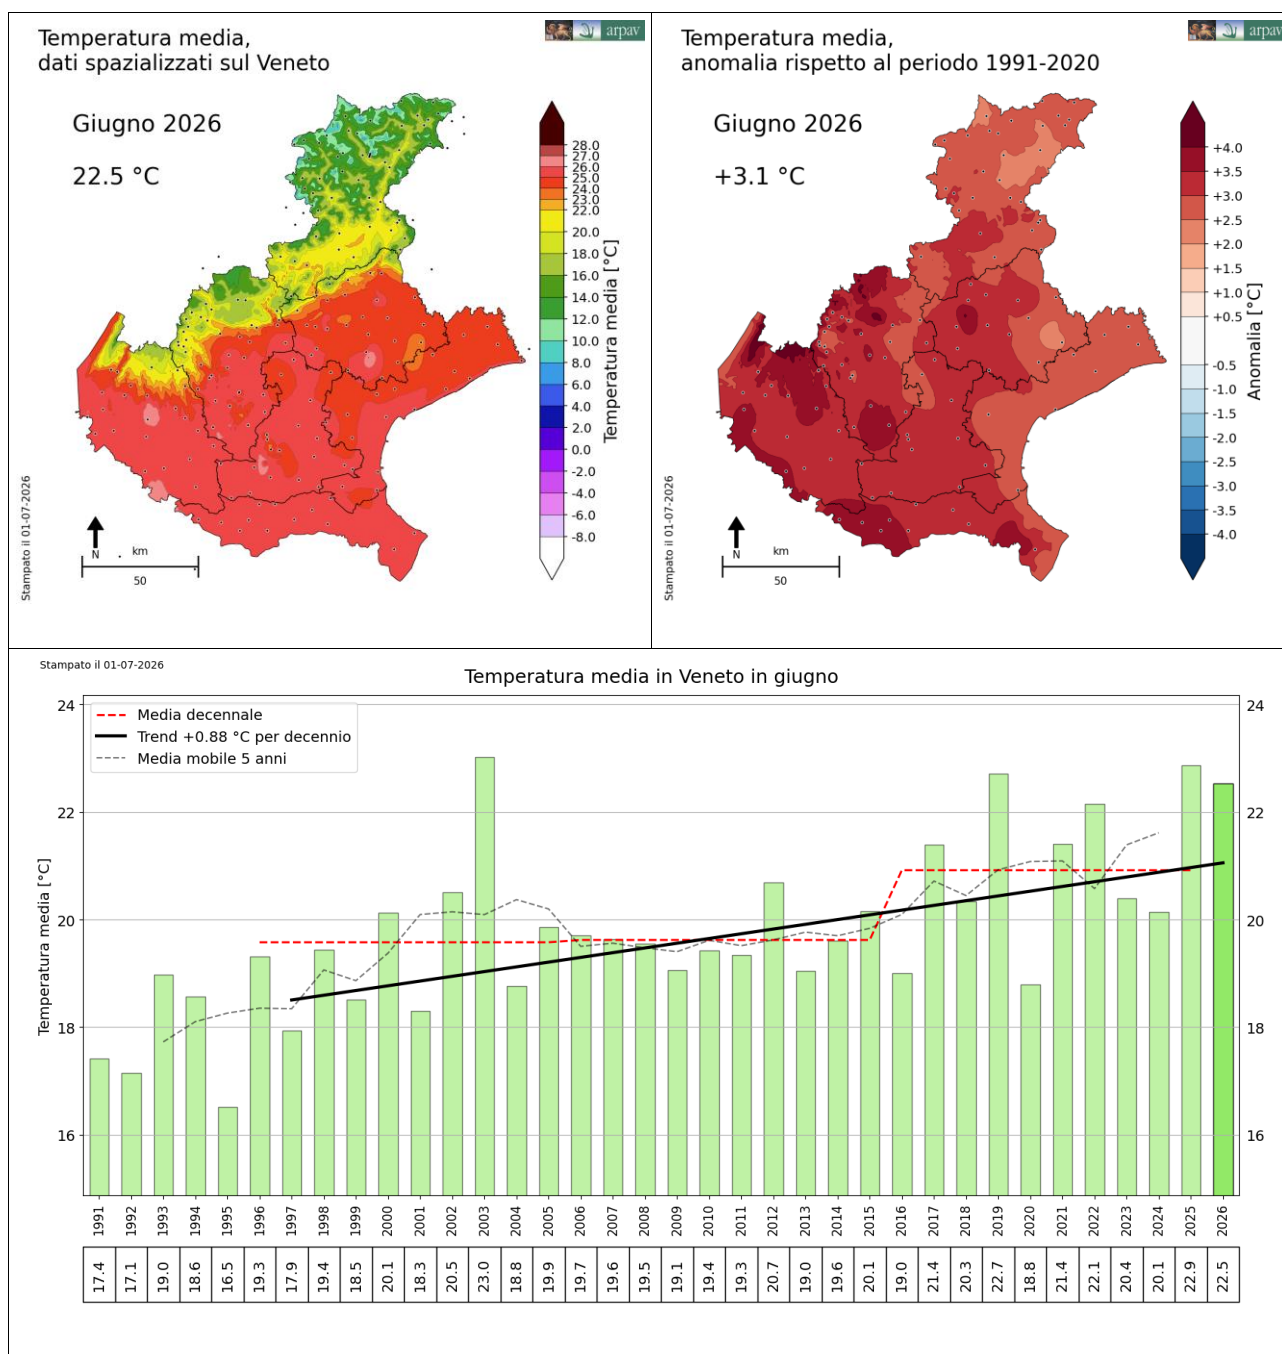 Temperatura media,
dati spazializzati sul Veneto
arpav
Giugno 2026
22.5 °C
28.0
27.0
26.0
25.0
24.0
23.0
22.0
20.0
18.0
16.0
14.0
12.0
10.0
8.0
6.0
4.0
2.0
0.0
-2.0
-4.0
-6.0
-8.0
Temperatura media [°C]
Stampato il 01-07-2026
N
km
50
Temperatura media,
anomalia rispetto al periodo 1991-2020
arpav
Giugno 2026
+3.1 °C
+4.0
+3.5
+3.0
+2.5
+2.0
+1.5
+1.0
+0.5
-0.5
-1.0
-1.5
-2.0
-2.5
-3.0
-3.5
-4.0
Anomalia [°C]
Stampato il 01-07-2026
N
km
50
Stampato il 01-07-2026
Temperatura media in Veneto in giugno
Media decennale
Trend +0.88 °C per decennio
Media mobile 5 anni
Temperatura media [°C]
24 24
22 22
20 20
18 18
16 16
1991 1992 1993 1994 1995 1996 1997 1998 1999 2000 2001 2002 2003 2004 2005 2006 2007 2008 2009 2010 2011 2012 2013 2014 2015 2016 2017 2018 2019 2020 2021 2022 2023 2024 2025 2026
17.4 17.1 19.0 18.6 16.5 19.3 17.9 19.4 18.5 20.1 18.3 20.5 23.0 18.8 19.9 19.7 19.6 19.5 19.1 19.4 19.3 20.7 19.0 19.6 20.1 19.0 21.4 20.3 22.7 18.8 21.4 22.1 20.4 20.1 22.9 22.5